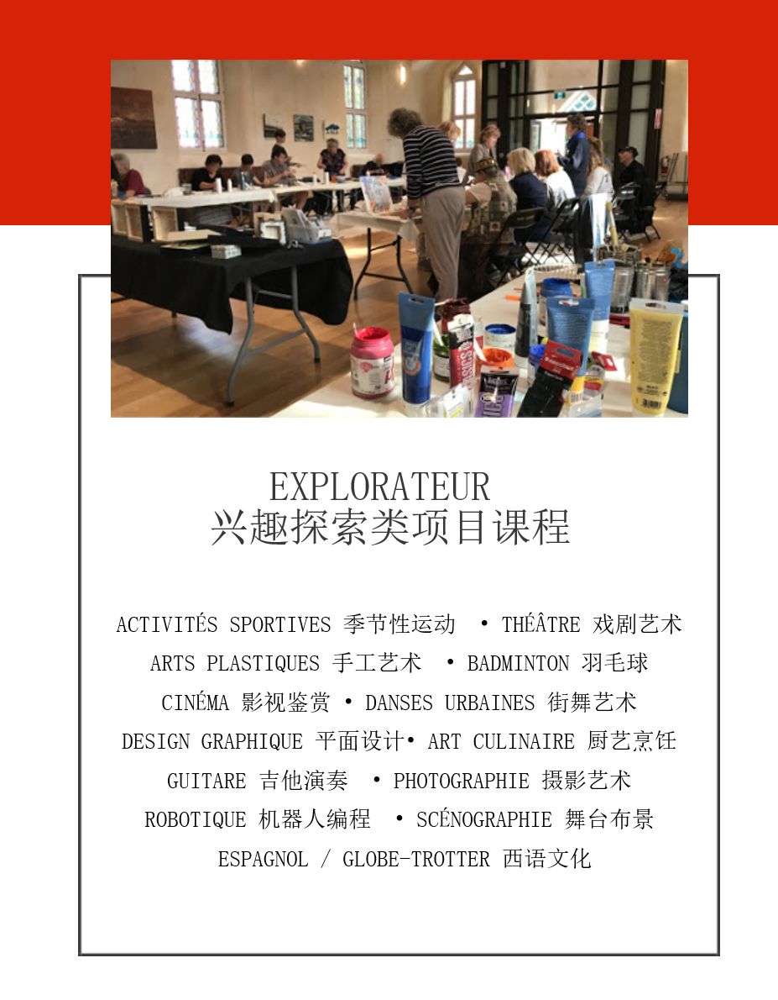 EXPLORATEUR
兴趣探索类项目课程
ACTIVITÉS SPORTIVES 季节性运动 • THÉÂTRE 戏剧艺术
ARTS PLASTIQUES 手工艺术 • BADMINTON 羽毛球
CINÉMA 影视鉴赏 • DANSES URBAINES 街舞艺术
DESIGN GRAPHIQUE 平面设计• ART CULINAIRE 厨艺烹饪
GUITARE 吉他演奏 • PHOTOGRAPHIE 摄影艺术
ROBOTIQUE 机器人编程 • SCÉNOGRAPHIE 舞台布景
ESPAGNOL / GLOBE-TROTTER 西语文化